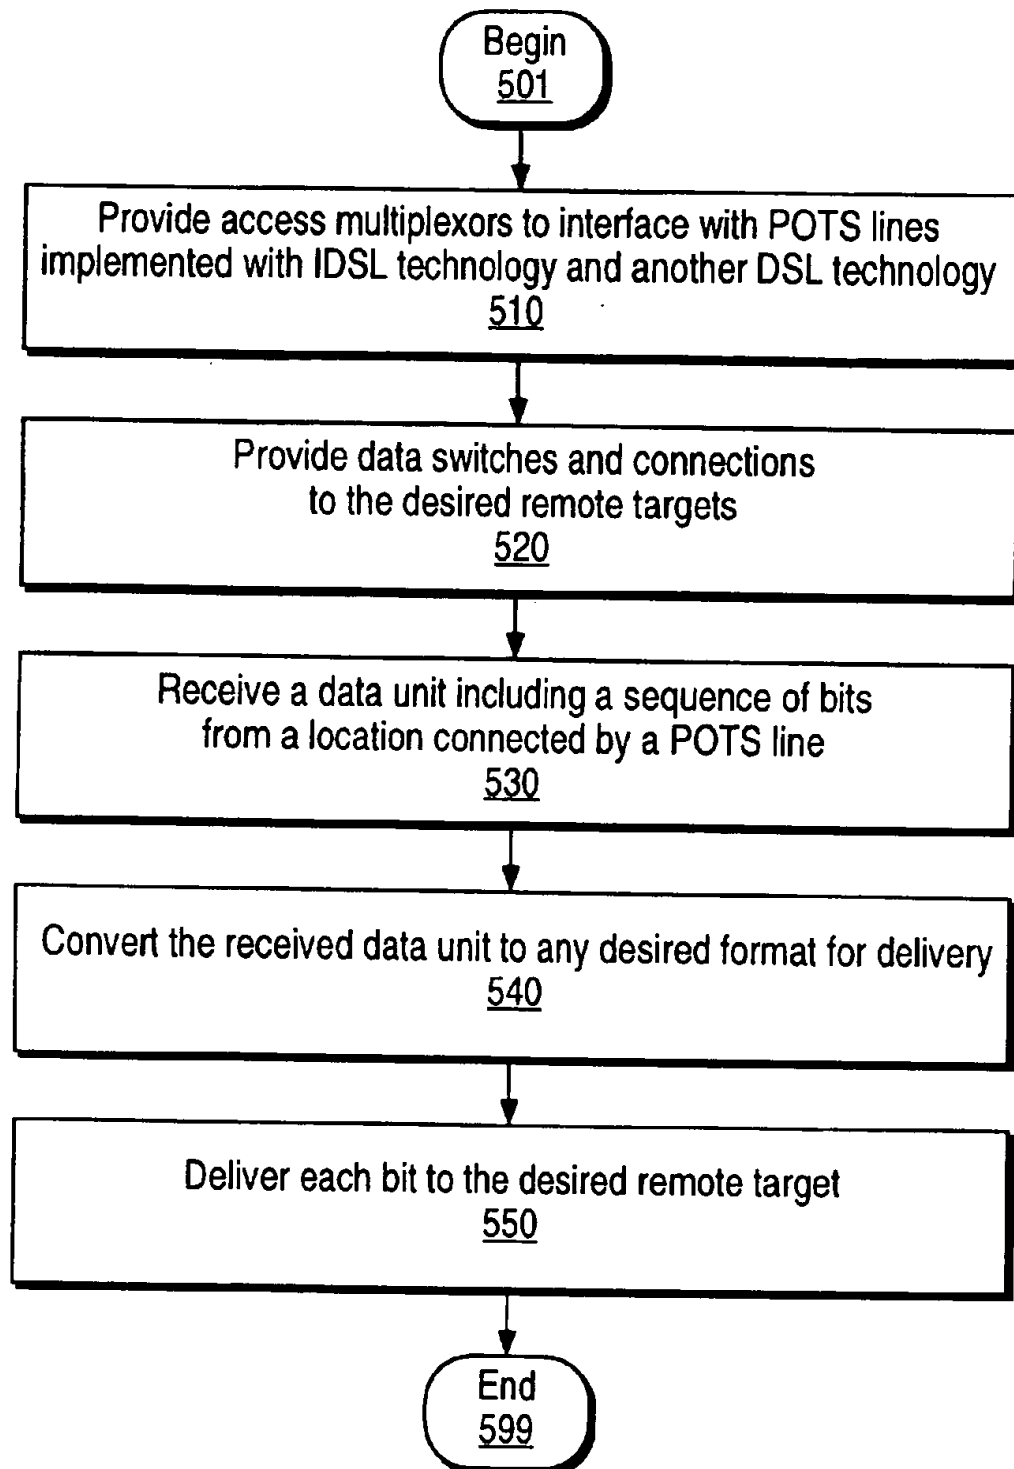 Begin
501
Provide access multiplexors to interface with POTS lines
implemented with IDSL technology and another DSL technology
510
Provide data switches and connections
to the desired remote targets
520
Receive a data unit including a sequence of bits
from a location connected by a POTS line
530
Convert the received data unit to any desired format for delivery
540
Deliver each bit to the desired remote target
550
End
599